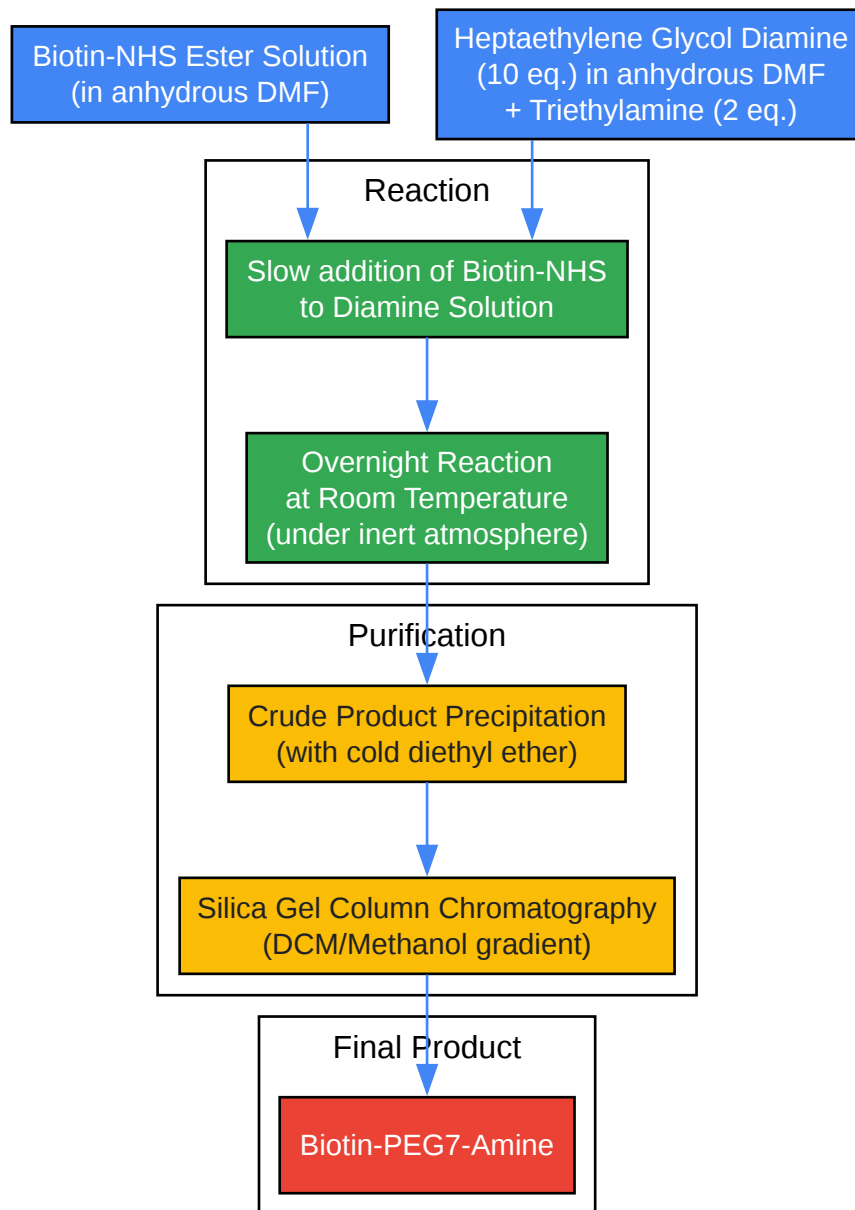 Biotin-NHS Ester Solution
(in anhydrous DMF)
Heptaethylene Glycol Diamine
(10 eq.) in anhydrous DMF
+ Triethylamine (2 eq.)
Reaction
Slow addition of Biotin-NHS
to Diamine Solution
Overnight Reaction
at Room Temperature
(under inert atmosphere)
Purification
Crude Product Precipitation
(with cold diethyl ether)
Silica Gel Column Chromatography
(DCM/Methanol gradient)
Final Product
Biotin-PEG7-Amine